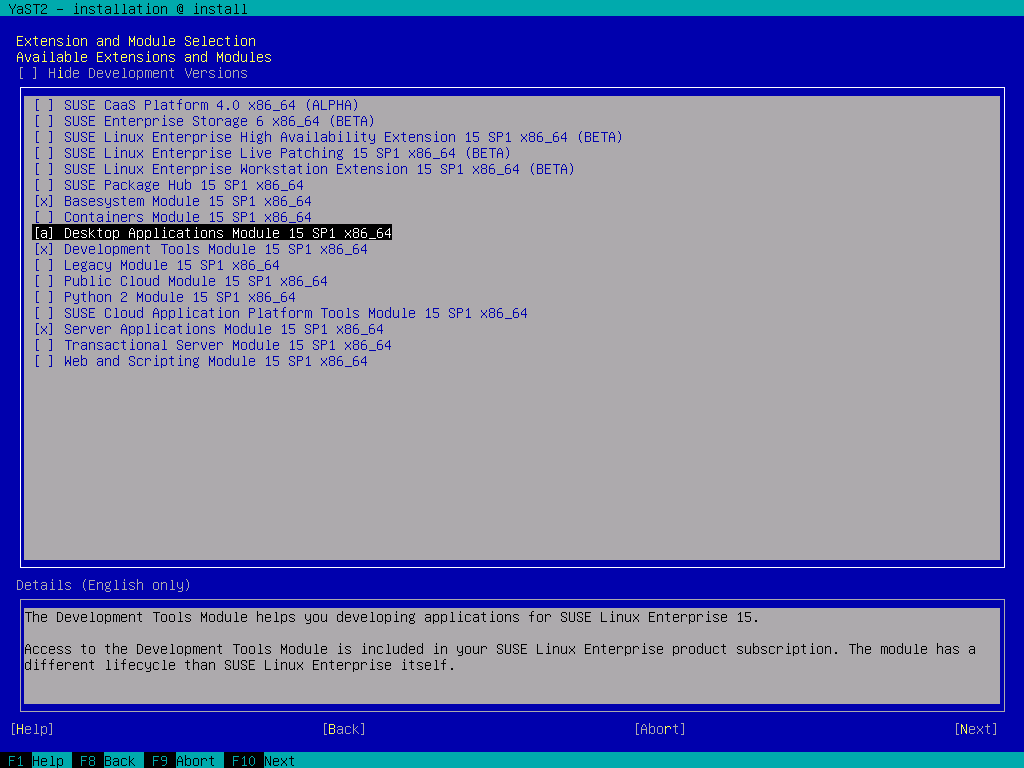 YaST2 - installation @ install
Extension and Module Selection
Available Extensions and Modules
[ ] Hide Development Versions
[ ] SUSE CaaS Platform 4.0 x86_64 (ALPHA)
[ ] SUSE Enterprise Storage 6 x86_64 (BETA)
[ ] SUSE Linux Enterprise High Availability Extension 15 SP1 x86_64 (BETA)
[ ] SUSE Linux Enterprise Live Patching 15 SP1 x86_64 (BETA)
[ ] SUSE Linux Enterprise Workstation Extension 15 SP1 x86_64 (BETA)
[ ] SUSE Package Hub 15 SP1 x86_64
[x] Basesystem Module 15 SP1 x86_64
[ ] Containers Module 15 SP1 x86_64
[a] Desktop Applications Module 15 SP1 x86_64
[x] Development Tools Module 15 SP1 x86_64
[ ] Legacy Module 15 SP1 x86_64
[ ] Public Cloud Module 15 SP1 x86_64
[ ] Python 2 Module 15 SP1 x86_64
[ ] SUSE Cloud Application Platform Tools Module 15 SP1 x86_64
[x] Server Applications Module 15 SP1 x86_64
[ ] Transactional Server Module 15 SP1 x86_64
[ ] Web and Scripting Module 15 SP1 x86_64
Details (English only)
The Development Tools Module helps you developing applications for SUSE Linux Enterprise 15.
Access to the Development Tools Module is included in your SUSE Linux Enterprise product subscription. The module has a
different lifecycle than SUSE Linux Enterprise itself.
[Help] [Back] [Abort] [Next]
F1 Help F8 Back F9 Abort F10 Next